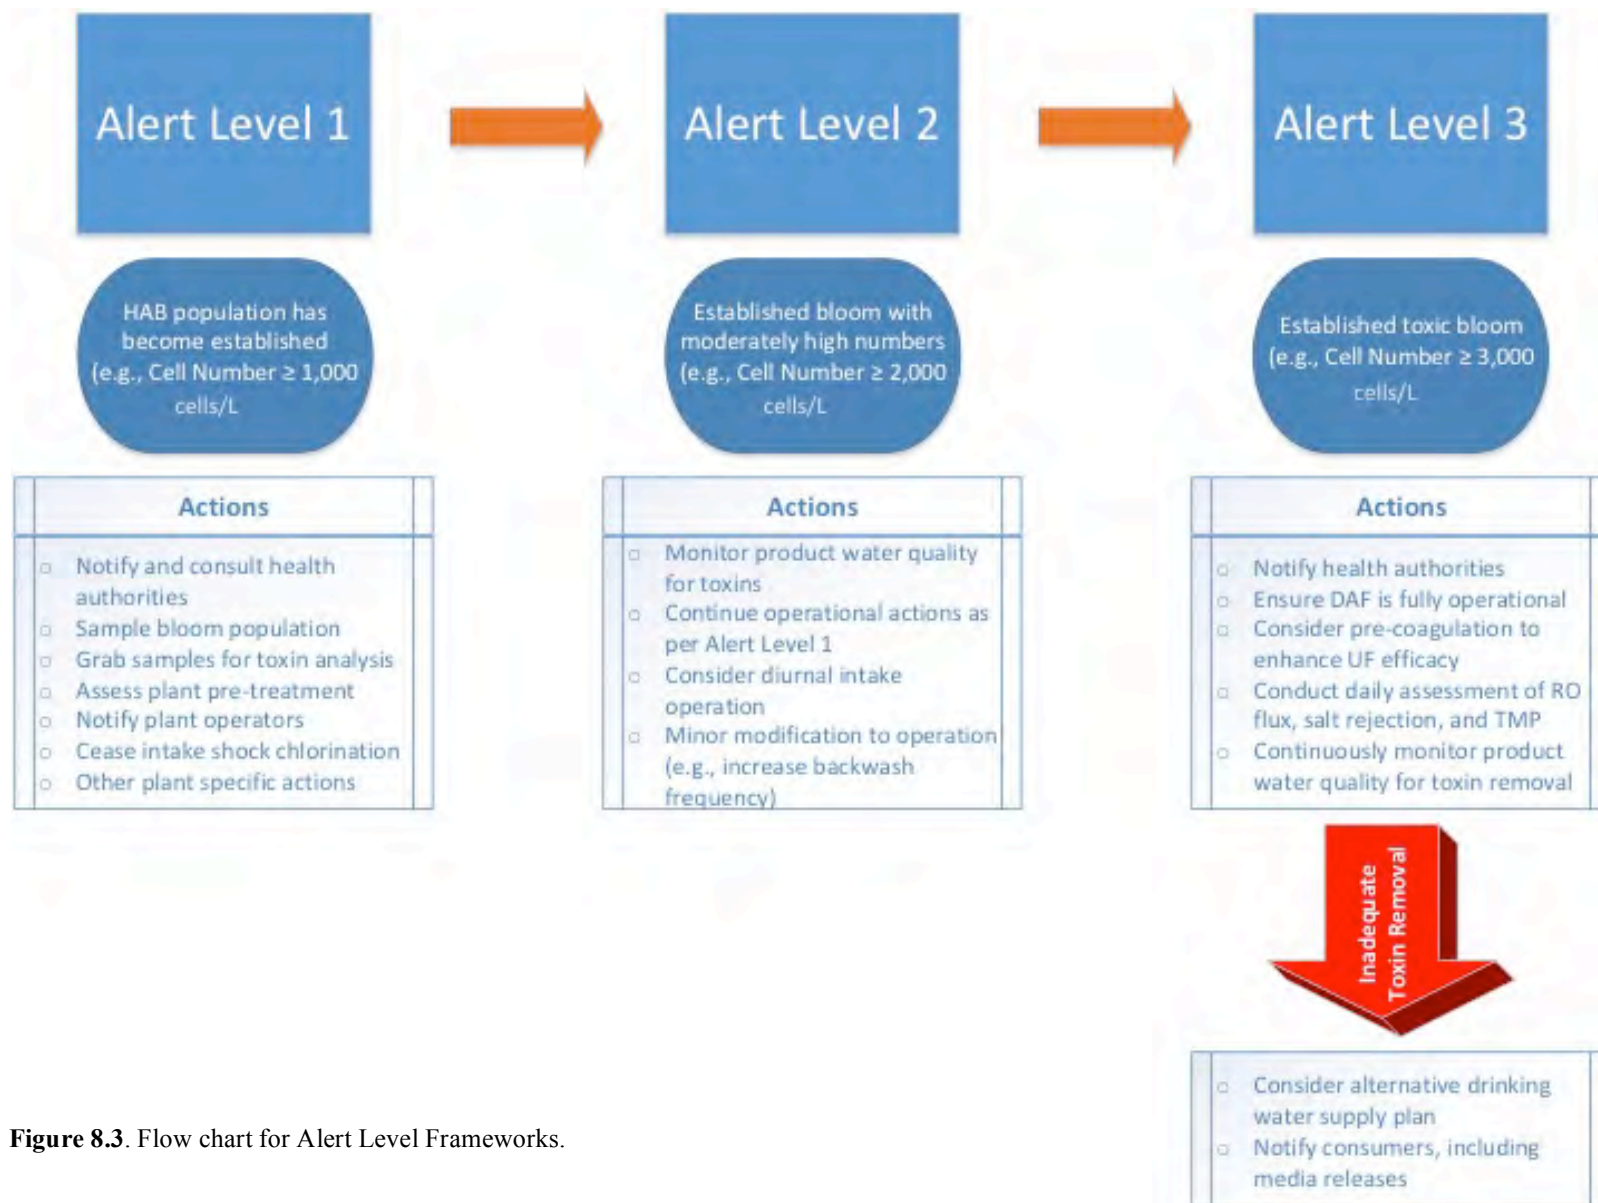 Alert Level 1
HAB population has
become established
(e.g., Cell Number ≥ 1,000
cells/L
Actions
○ Notify and consult health
authorities
○ Sample bloom population
○ Grab samples for toxin analysis
○ Assess plant pre-treatment
○ Notify plant operators
○ Cease intake shock chlorination
○ Other plant specific actions
Alert Level 2
Established bloom with
moderately high numbers
(e.g., Cell Number ≥ 2,000
cells/L
Actions
○ Monitor product water quality
for toxins
○ Continue operational actions as
per Alert Level 1
○ Consider diurnal intake
operation
○ Minor modification to operation
(e.g., increase backwash
frequency)
Alert Level 3
Established toxic bloom
(e.g., Cell Number ≥ 3,000
cells/L
Actions
○ Notify health authorities
○ Ensure DAF is fully operational
○ Consider pre-coagulation to
enhance UF efficacy
○ Conduct daily assessment of RO
flux, salt rejection, and TMP
○ Continuously monitor product
water quality for toxin removal
Inadequate
Toxin Removal
○ Consider alternative drinking
water supply plan
○ Notify consumers, including
media releases
Figure 8.3. Flow chart for Alert Level Frameworks.